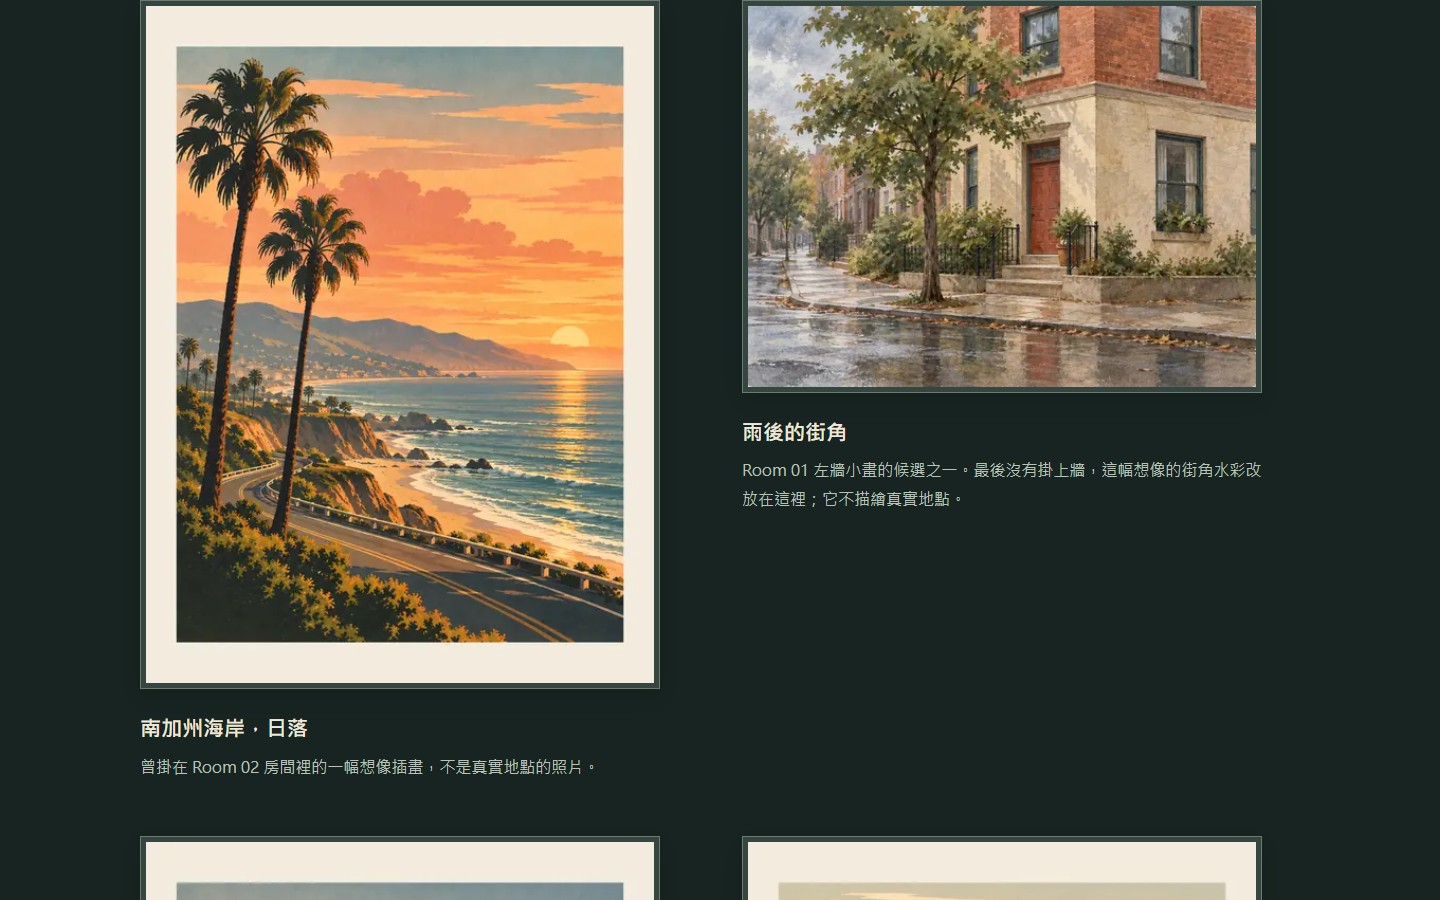 雨後的街角
Room 01 左牆小畫的候選之一。最後沒有掛上牆，這幅想像的街角水彩改
放在這裡；它不描繪真實地點。
南加州海岸 · 日落
曾掛在 Room 02 房間裡的一幅想像插畫，不是真實地點的照片。